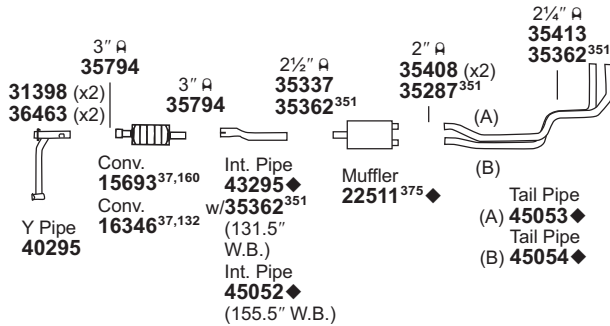 31398 (x2)
36463 (x2)
3″
35794
3″
35794
2½″
35337
35362³⁵¹
2″
35408 (x2)
35287³⁵¹
2¼″
35413
35362³⁵¹
Y Pipe
40295
Conv.
15693³⁷,¹⁶⁰
Conv.
16346³⁷,¹³²
Int. Pipe
43295◆
w/35362³⁵¹
(131.5″
W.B.)
Int. Pipe
45052◆
(155.5″ W.B.)
Muffler
22511³⁷⁵◆
(A)
(B)
Tail Pipe
(A) 45053◆
Tail Pipe
(B) 45054◆